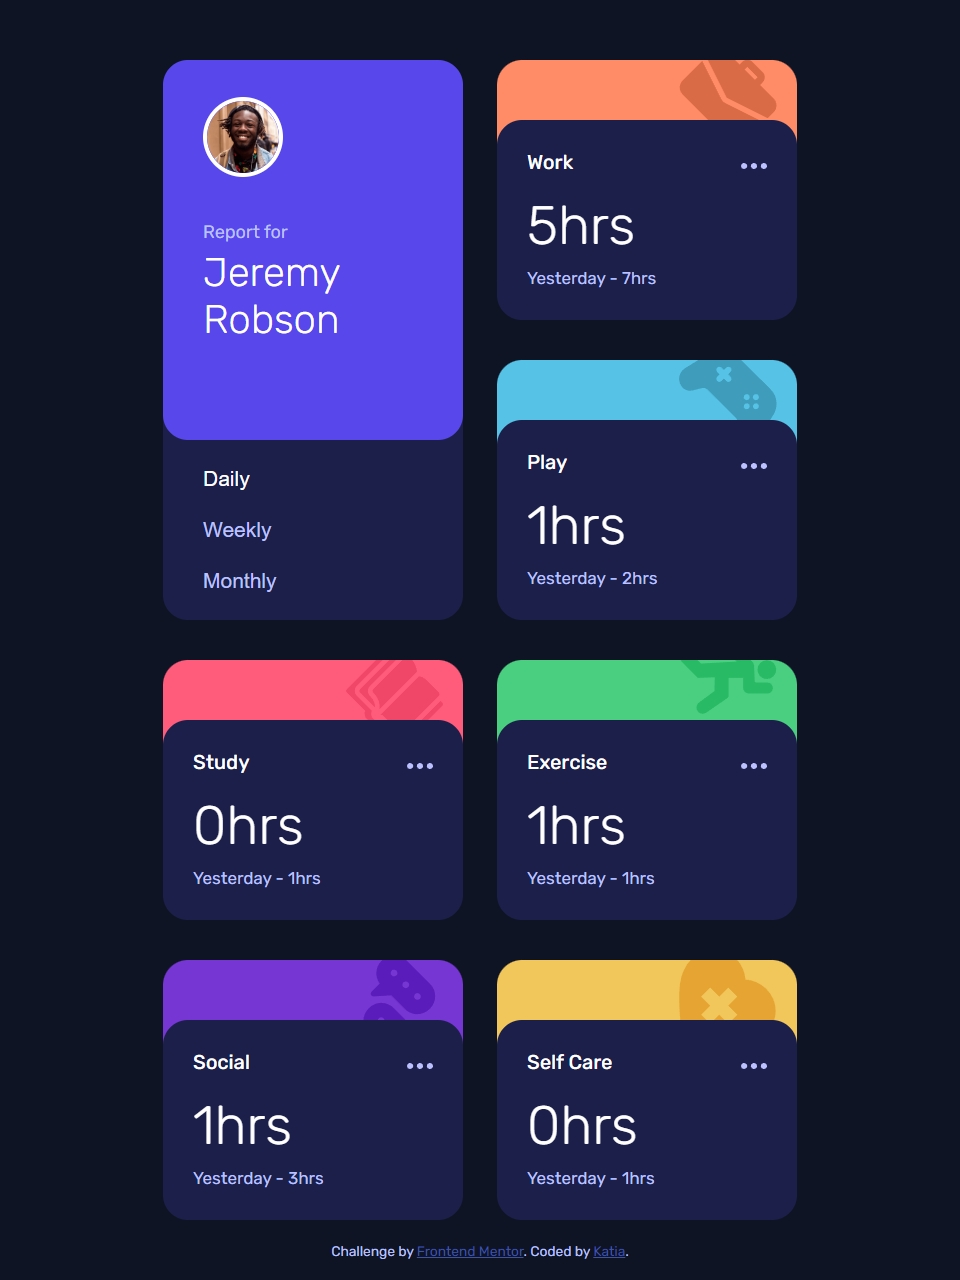 Report for
Jeremy
Robson
Daily
Weekly
Monthly
Work
5hrs
Yesterday - 7hrs
Play
1hrs
Yesterday - 2hrs
Study
0hrs
Yesterday - 1hrs
Exercise
1hrs
Yesterday - 1hrs
Social
1hrs
Yesterday - 3hrs
Self Care
0hrs
Yesterday - 1hrs
Challenge by Frontend Mentor. Coded by Katia.